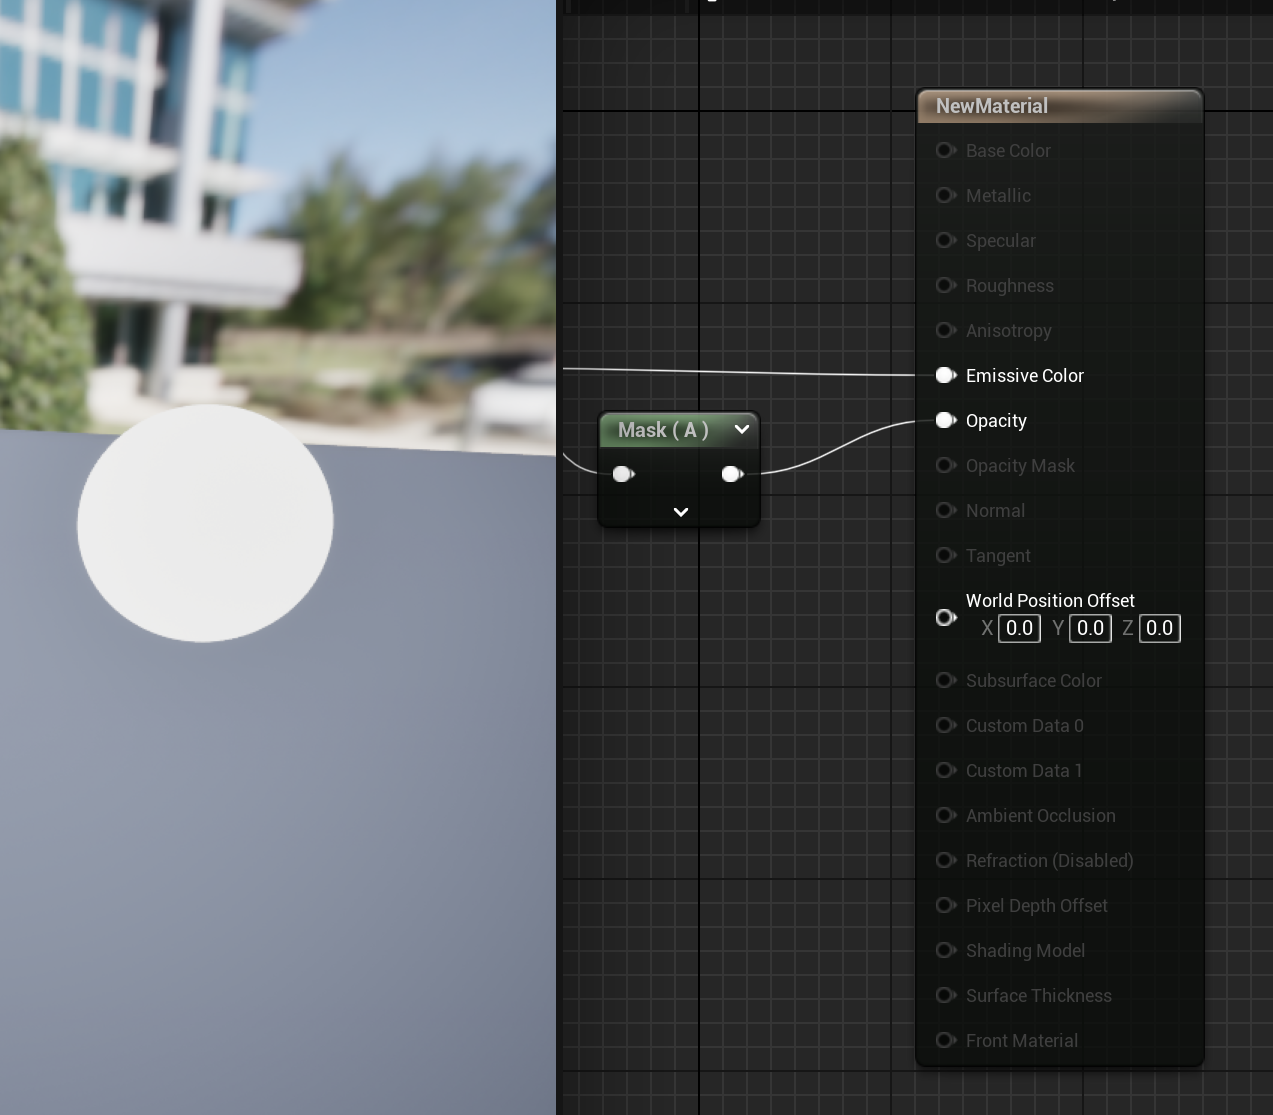 NewMaterial
Base Color
Metallic
Specular
Roughness
Anisotropy
Emissive Color
Mask ( A )
Opacity
Opacity Mask
Normal
Tangent
World Position Offset
X 0.0 Y 0.0 Z 0.0
Subsurface Color
Custom Data 0
Custom Data 1
Ambient Occlusion
Refraction (Disabled)
Pixel Depth Offset
Shading Model
Surface Thickness
Front Material